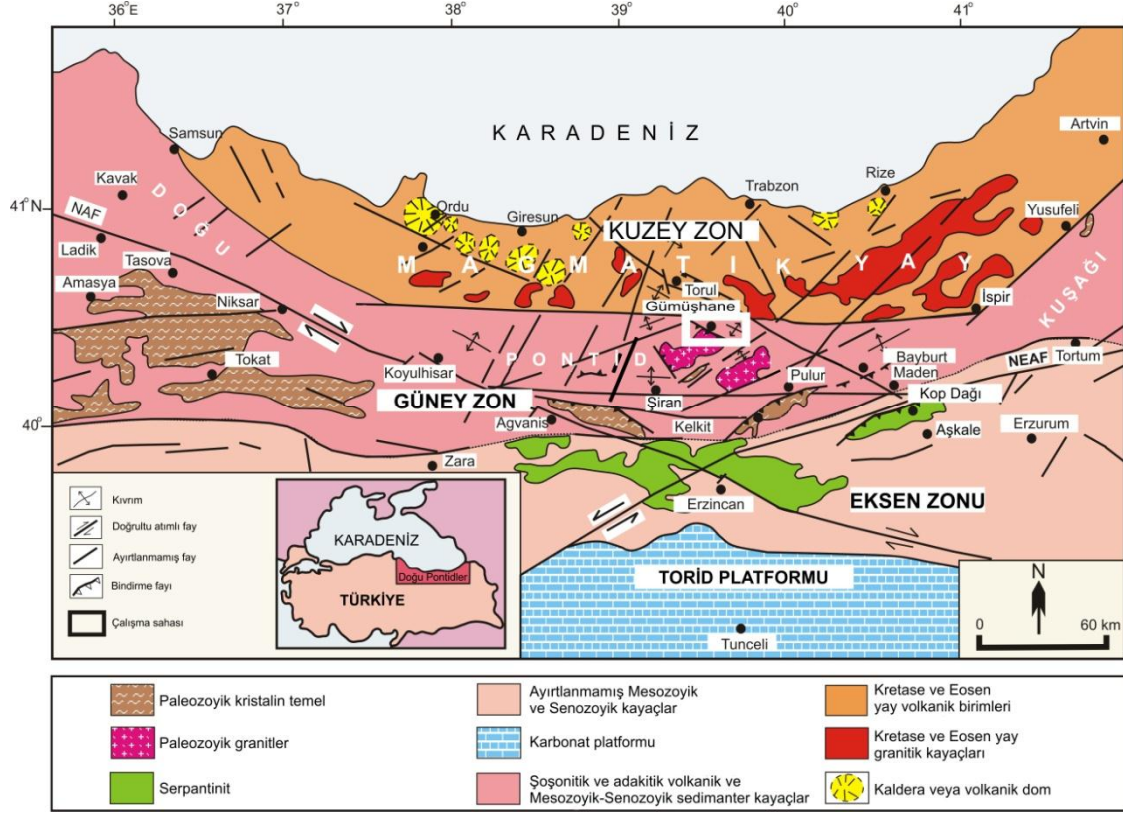 36°E 37° 38° 39° 40° 41°
41°N
40°
KARADENİZ
Samsun
Kavak
NAF
Ladik
Tasova
Amasya
Niksar
Tokat
Ordu
Giresun
Trabzon
Rize
Artvin
Yusufeli
KUZEY ZON
MAGMATIK YAY
DOGU PONTİD KUŞAĞI
Torul
Gümüşhane
İspir
Koyulhisar
Şiran
Pulur
Bayburt
Maden
NEAF
Tortum
GÜNEY ZON
Agvanis
Kelkit
Kop Dağı
Aşkale
Erzurum
Zara
Erzincan
EKSEN ZONU
TORİD PLATFORMU
Tunceli
Kıvrım
Doğrultu atımlı fay
Ayırtlanmamış fay
Bindirme fayı
Çalışma sahası
KARADENİZ
Doğu Pontidler
TÜRKİYE
N
0 60 km
Paleozoyik kristalin temel
Paleozoyik granitler
Serpantinit
Ayırtlanmamış Mesozoyik
ve Senozoyik kayaçlar
Karbonat platformu
Şoşonitik ve adakitik volkanik ve
Mesozoyik-Senozoyik sedimanter kayaçlar
Kretase ve Eosen
yay volkanik birimleri
Kretase ve Eosen yay
granitik kayaçları
Kaldera veya volkanik dom